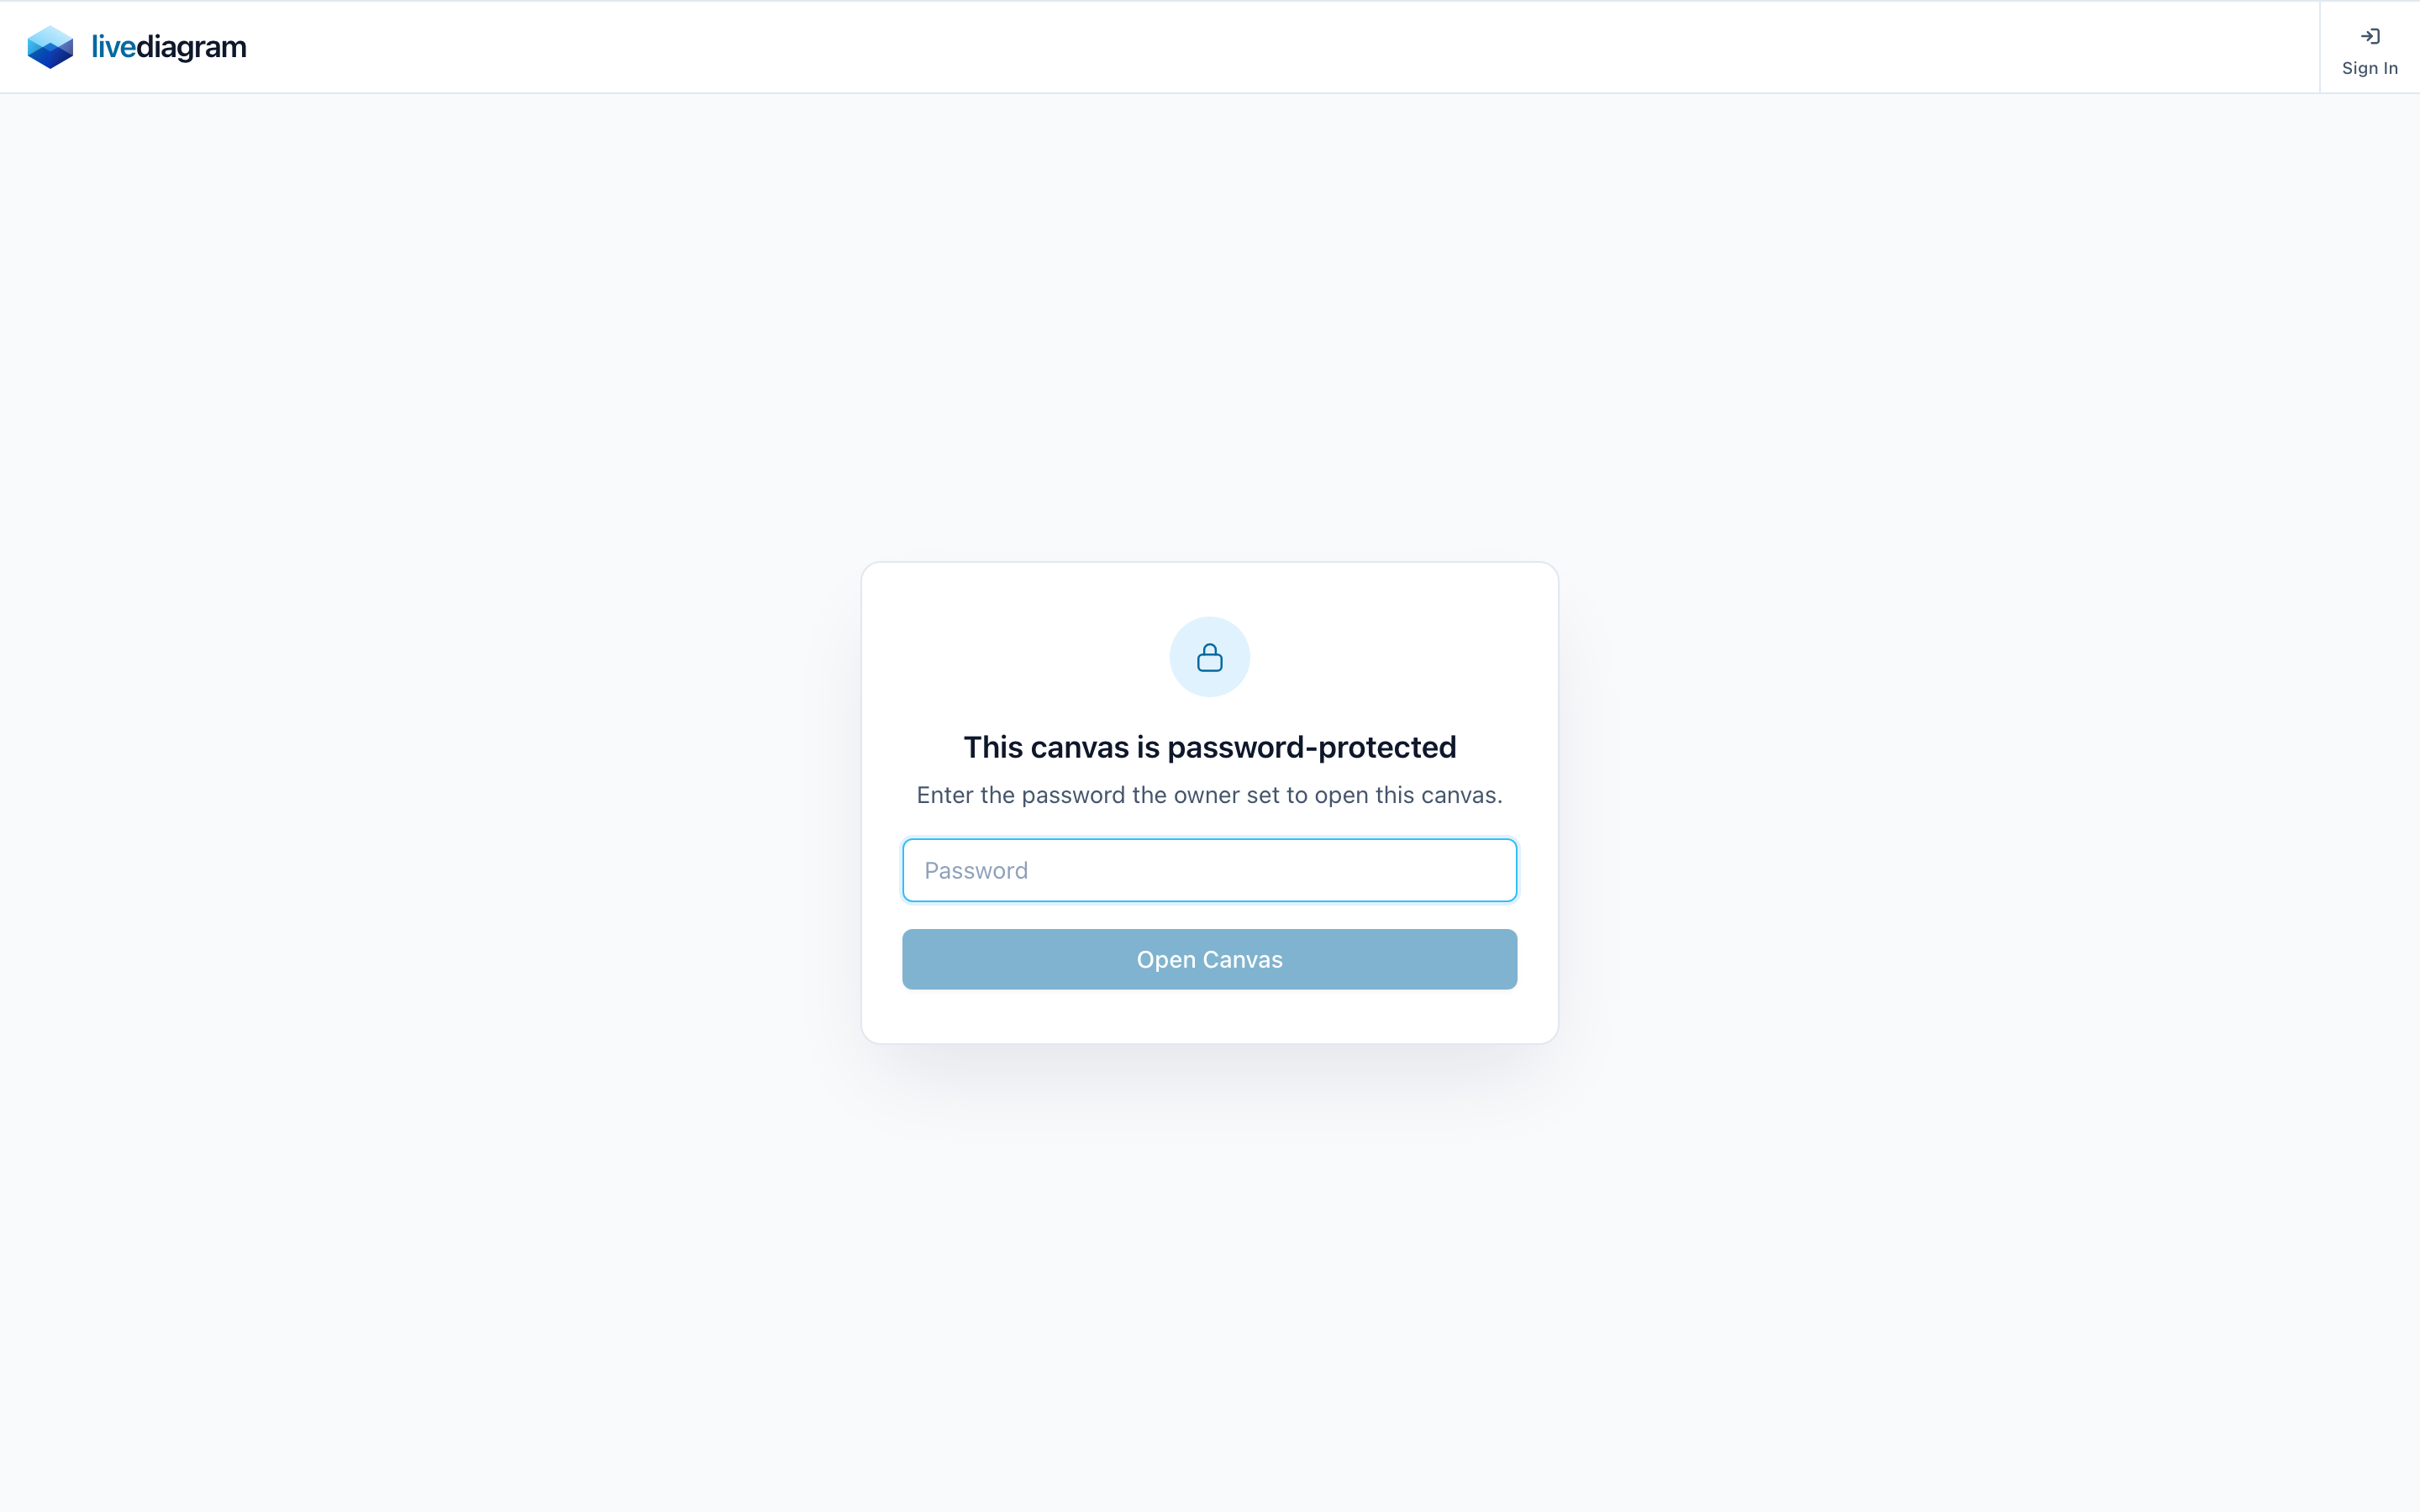 livediagram
Sign In
This canvas is password-protected
Enter the password the owner set to open this canvas.
Password
Open Canvas